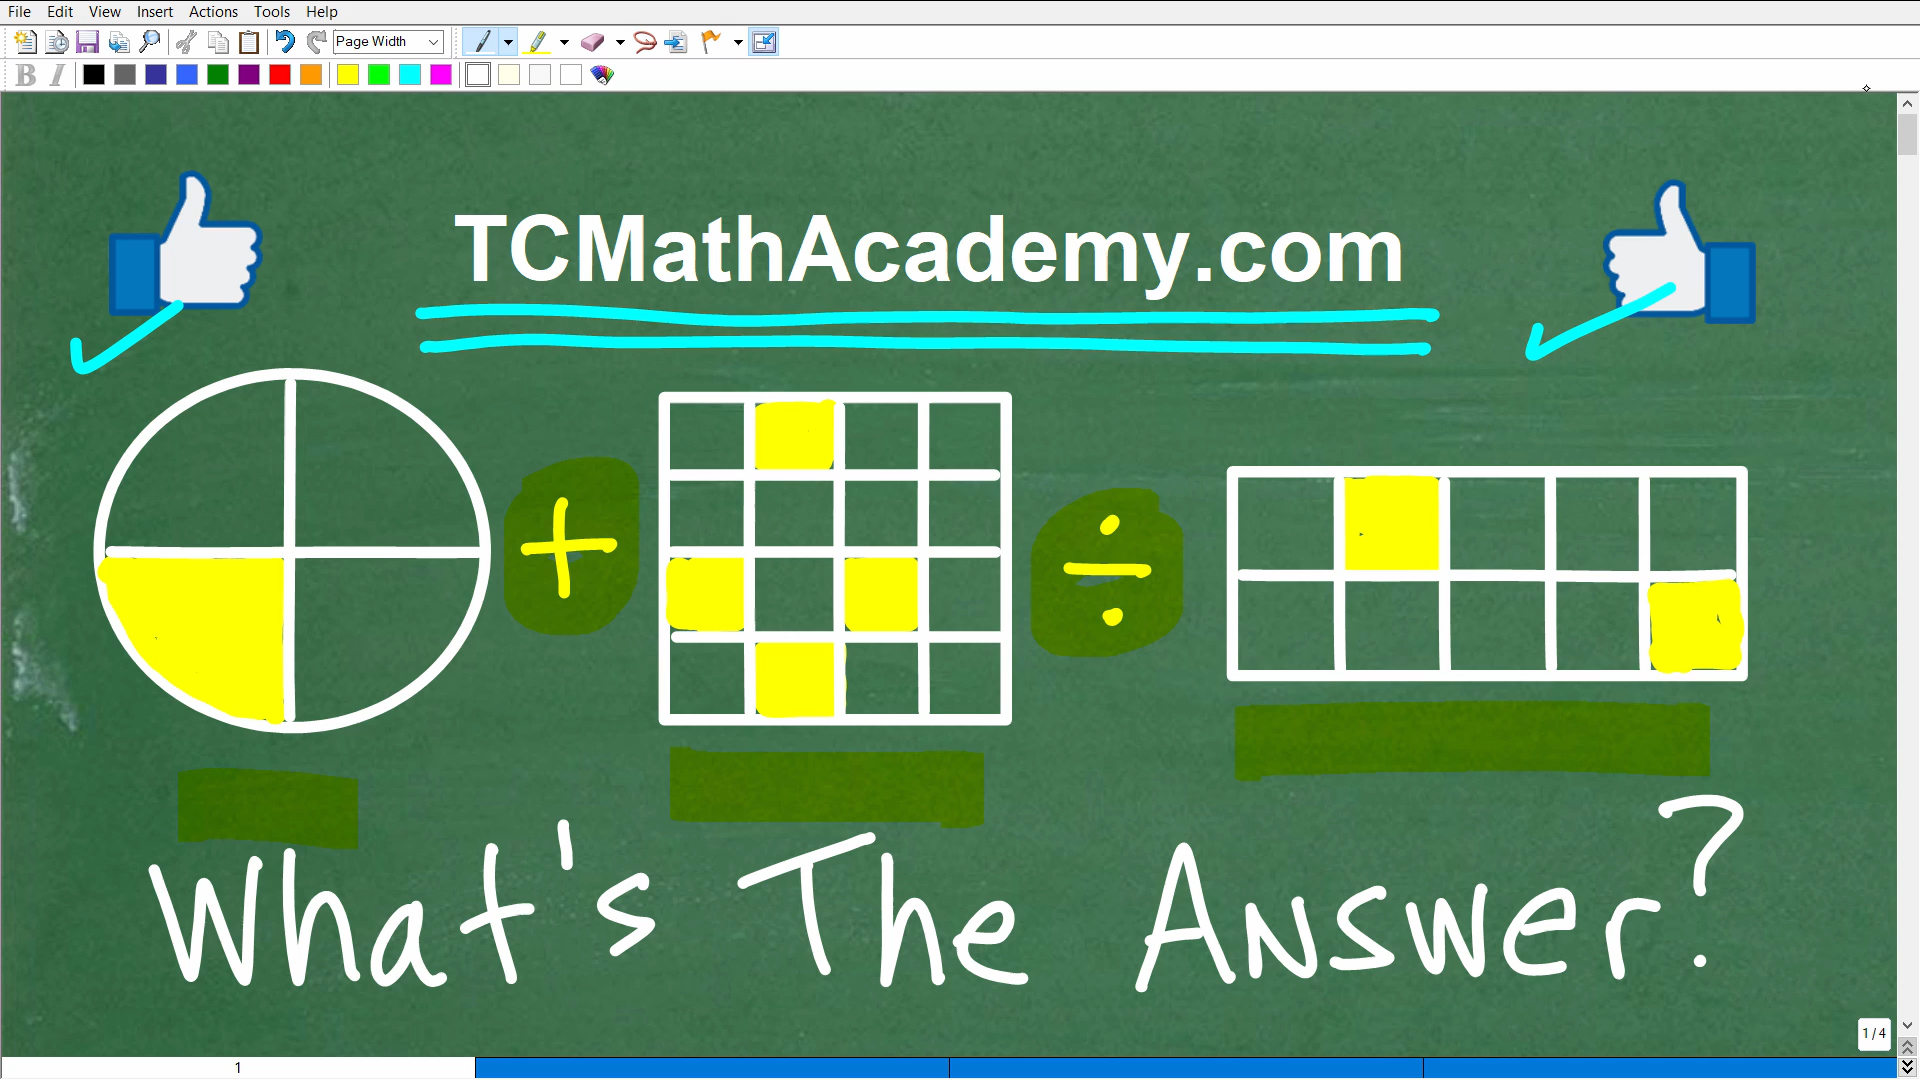 File Edit View Insert Actions Tools Help
Page Width
B I
TCMathAcademy.com
+ ÷
What's The Answer?
1 / 4
1